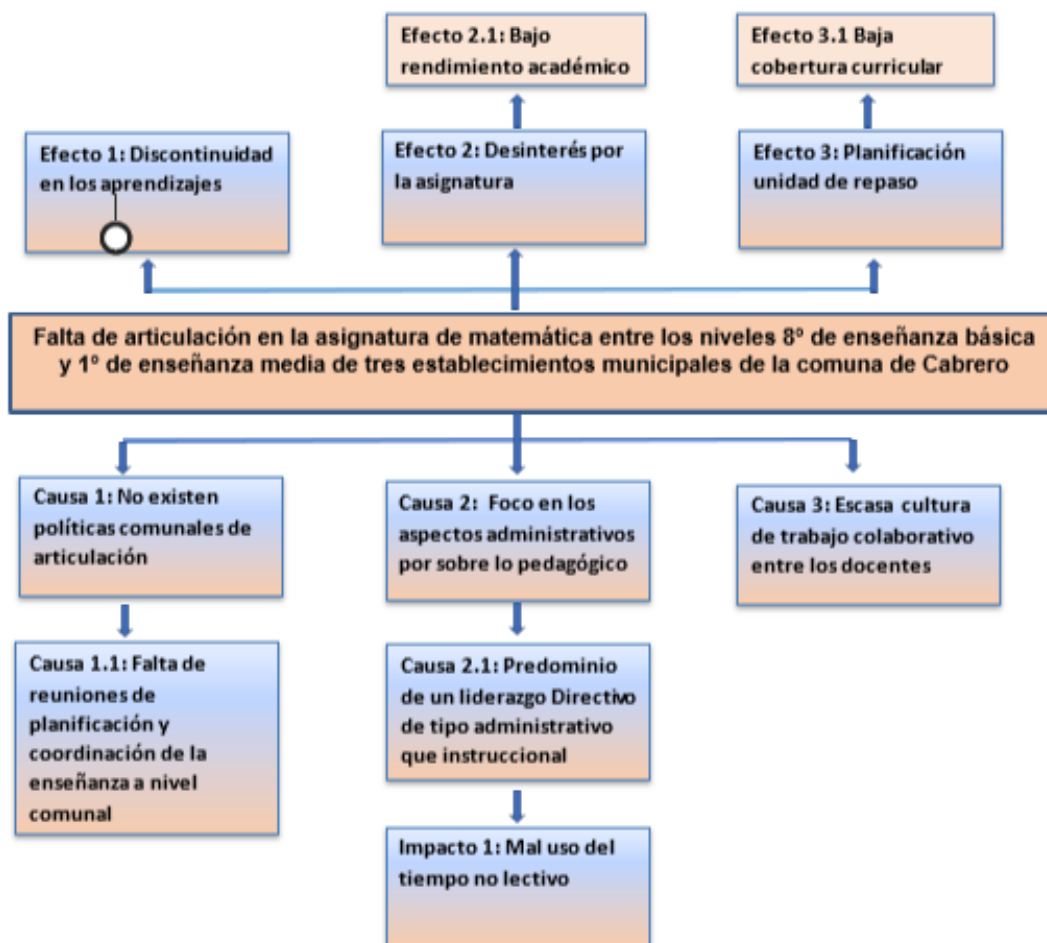 Efecto 2.1: Bajo
rendimiento académico
Efecto 3.1 Baja
cobertura curricular
Efecto 1: Discontinuidad
en los aprendizajes
Efecto 2: Desinterés por
la asignatura
Efecto 3: Planificación
unidad de repaso
Falta de articulación en la asignatura de matemática entre los niveles 8º de enseñanza básica
y 1º de enseñanza media de tres establecimientos municipales de la comuna de Cabrero
Causa 1: No existen
políticas comunales de
articulación
Causa 2: Foco en los
aspectos administrativos
por sobre lo pedagógico
Causa 3: Escasa cultura
de trabajo colaborativo
entre los docentes
Causa 1.1: Falta de
reuniones de
planificación y
coordinación de la
enseñanza a nivel
comunal
Causa 2.1: Predominio
de un liderazgo Directivo
de tipo administrativo
que instruccional
Impacto 1: Mal uso del
tiempo no lectivo